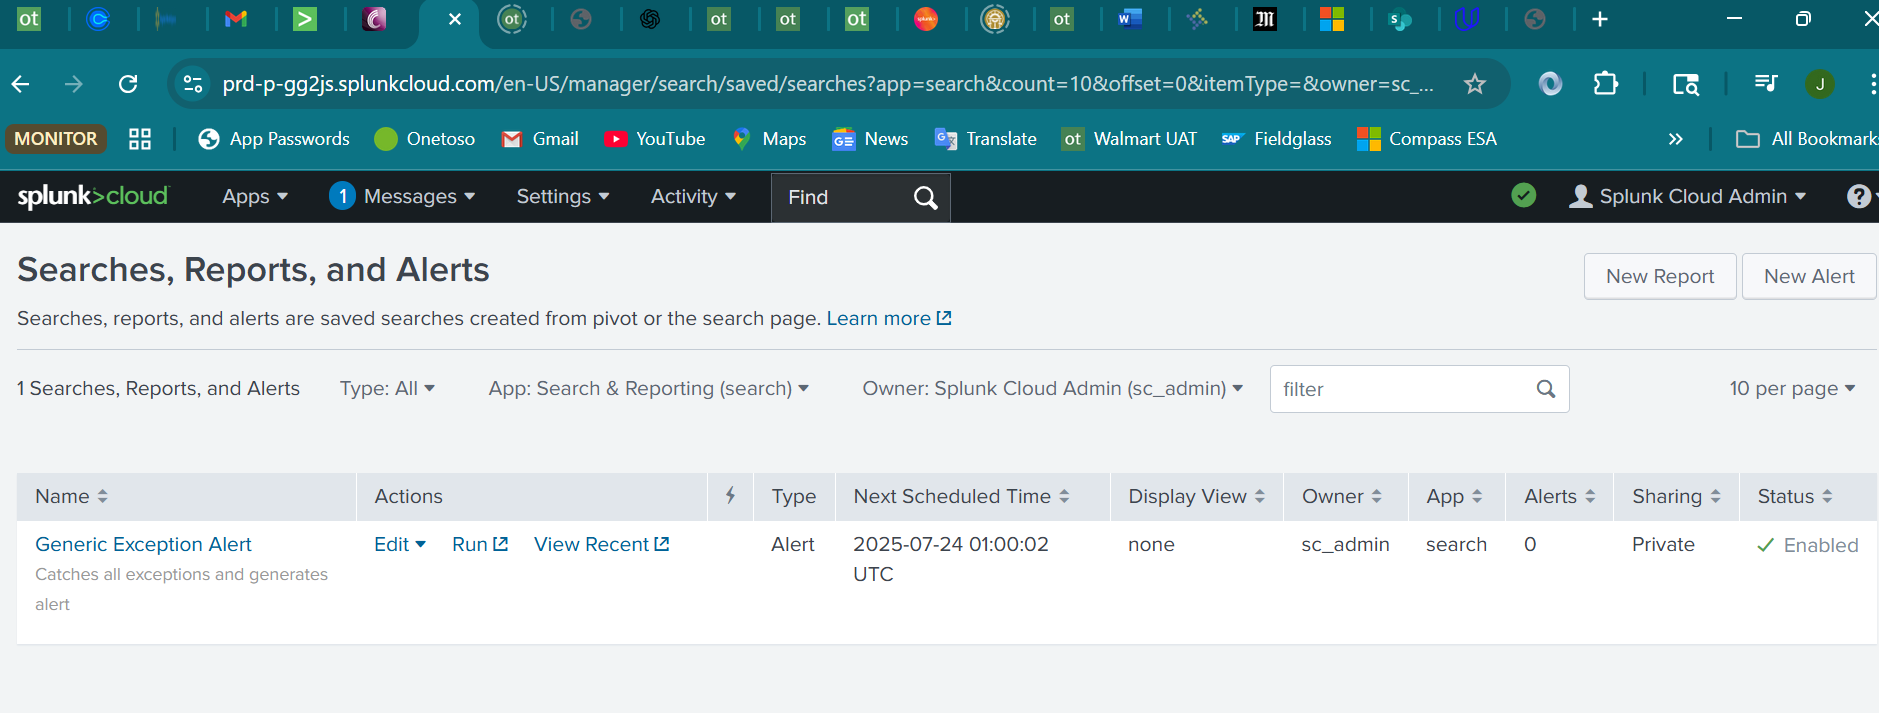 ot > ot ot ot ot splunk> ot W m S
prd-p-gg2js.splunkcloud.com/en-US/manager/search/saved/searches?app=search&count=10&offset=0&itemType=&owner=sc_... J
MONITOR App Passwords Onetoso Gmail YouTube Maps News Translate ot Walmart UAT SAP Fieldglass Compass ESA » All Bookmarks
splunk>cloud Apps 1 Messages Settings Activity Find Splunk Cloud Admin ?
Searches, Reports, and Alerts
New Report New Alert
Searches, reports, and alerts are saved searches created from pivot or the search page. Learn more
1 Searches, Reports, and Alerts Type: All App: Search & Reporting (search) Owner: Splunk Cloud Admin (sc_admin) filter 10 per page
Name Actions Type Next Scheduled Time Display View Owner App Alerts Sharing Status
Generic Exception Alert Edit Run View Recent Alert 2025-07-24 01:00:02 none sc_admin search 0 Private Enabled
Catches all exceptions and generates UTC
alert